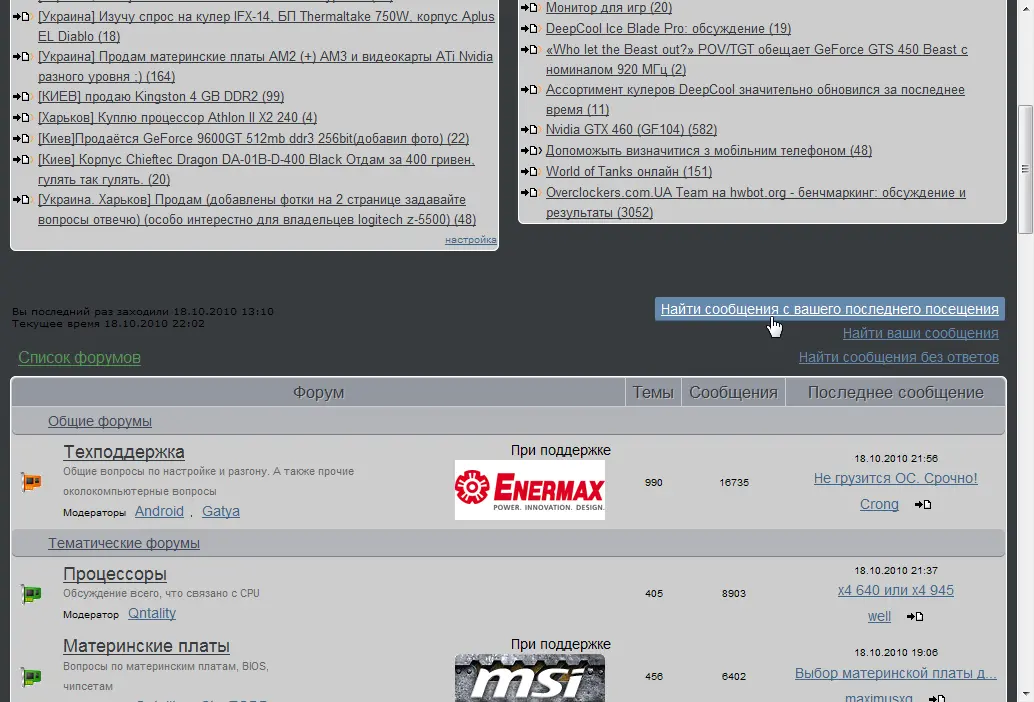 [Украина] Изучу спрос на кулер IFX-14, БП Thermaltake 750W, корпус Aplus
EL Diablo (18)
[Украина] Продам материнские платы AM2 (+) AM3 и видеокарты ATi Nvidia
разного уровня ;) (164)
[КИЕВ] продаю Kingston 4 GB DDR2 (99)
[Харьков] Куплю процессор Athlon II X2 240 (4)
[Киев]Продаётся GeForce 9600GT 512mb ddr3 256bit(добавил фото) (22)
[Киев] Корпус Chieftec Dragon DA-01B-D-400 Black Отдам за 400 гривен,
гулять так гулять. (20)
[Украина. Харьков] Продам (добавлены фотки на 2 странице задавайте
вопросы отвечю) (особо интерестно для владельцев logitech z-5500) (48)
настройка
Монитор для игр (20)
DeepCool Ice Blade Pro: обсуждение (19)
«Who let the Beast out?» POV/TGT обещает GeForce GTS 450 Beast с
номиналом 920 МГц (2)
Ассортимент кулеров DeepCool значительно обновился за последнее
время (11)
Nvidia GTX 460 (GF104) (582)
Допоможыть визначитися з мобільним телефоном (48)
World of Tanks онлайн (151)
Overclockers.com.UA Team на hwbot.org - бенчмаркинг: обсуждение и
результаты (3052)
Вы последний раз заходили 18.10.2010 13:10
Текущее время 18.10.2010 22:02
Найти сообщения с вашего последнего посещения
Найти ваши сообщения
Найти сообщения без ответов
Список форумов
Форум Темы Сообщения Последнее сообщение
Общие форумы
Техподдержка
Общие вопросы по настройке и разгону. А также прочие
околокомпьютерные вопросы
Модераторы Android , Gatya
При поддержке
ENERMAX
POWER. INNOVATION. DESIGN.
990 16735
18.10.2010 21:56
Не грузится ОС. Срочно!
Crong
Тематические форумы
Процессоры
Обсуждение всего, что связано с CPU
Модератор Qntality
405 8903
18.10.2010 21:37
x4 640 или x4 945
well
Материнские платы
Вопросы по материнским платам, BIOS,
чипсетам
При поддержке
msi
456 6402
18.10.2010 19:06
Выбор материнской платы д...
maximusxq